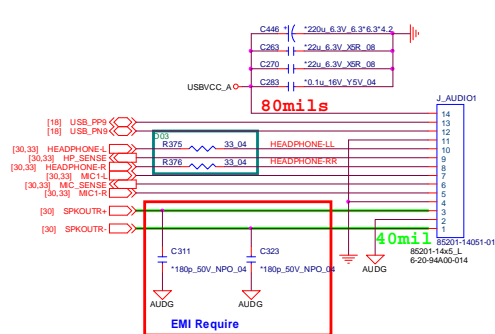 C446 + *220u_6.3V_6.3*6.3*4.2
C263 *22u_6.3V_X5R_08
C270 *22u_6.3V_X5R_08
USBVCC_A C283 *0.1u_16V_Y5V_04
80mils
J_AUDIO1
14
[18] USB_PP9 13
[18] USB_PN9 12
D03 11
[30,33] HEADPHONE-L R375 33_04 HEADPHONE-LL 10
[30,33] HP_SENSE 9
[30,33] HEADPHONE-R R376 33_04 HEADPHONE-RR 8
[30,33] MIC1-L 7
[30,33] MIC_SENSE 6
[30,33] MIC1-R 5
4
[30] SPKOUTR+ 3
2
[30] SPKOUTR- 1
40mil
85201-14051-01
85201-14x5_L
6-20-94A00-014
C311 C323
*180p_50V_NPO_04 *180p_50V_NPO_04
AUDG
AUDG AUDG
EMI Require